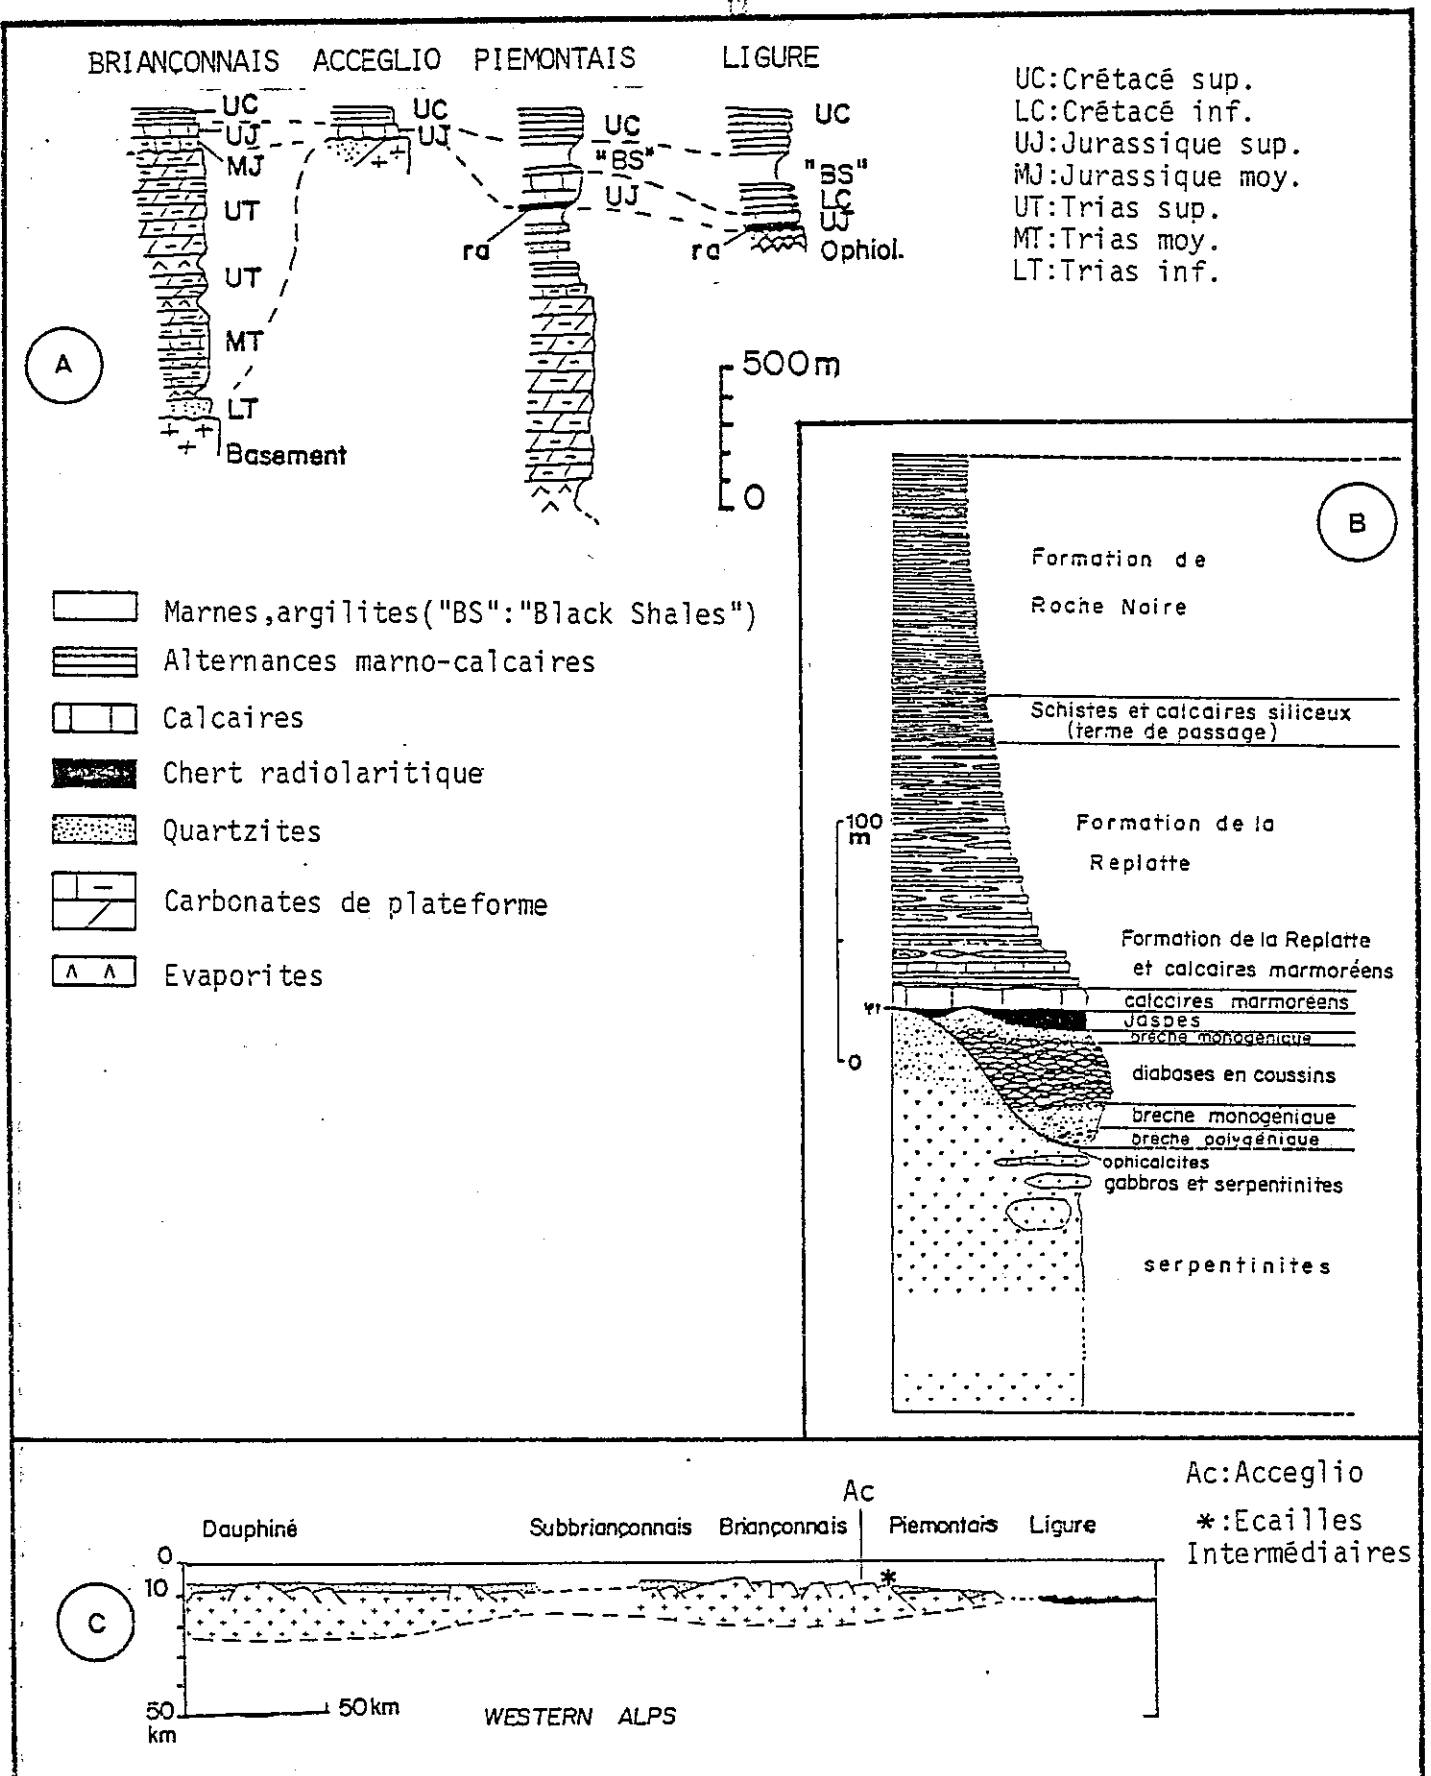 12
BRIANÇONNAIS ACCEGLIO PIEMONTAIS LIGURE
UC
UJ
MJ
UT
UT
MT
LT
Basement
UC
UJ
UC
"BS"
UJ
ra
UC
"BS"
LC
UJ
ra
Ophiol.
UC:Crétacé sup.
LC:Crétacé inf.
UJ:Jurassique sup.
MJ:Jurassique moy.
UT:Trias sup.
MT:Trias moy.
LT:Trias inf.
A
500m
0
Marnes,argilites("BS":"Black Shales")
Alternances marno-calcaires
Calcaires
Chert radiolaritique
Quartzites
Carbonates de plateforme
Evaporites
B
Formation de
Roche Noire
Schistes et calcaires siliceux
(terme de passage)
100
m
0
Formation de la
Replatte
Formation de la Replatte
et calcaires marmoréens
calcaires marmoréens
Jaspes
brèche monogénique
diabases en coussins
brèche monogénique
brèche polygénique
ophicalcites
gabbros et serpentinites
serpentinites
Ac:Acceglio
*:Ecailles
Intermédiaires
Ac
Dauphiné Subbriançonnais Briançonnais Piemontais Ligure
*
0
10
C
50
km
50km
WESTERN ALPS